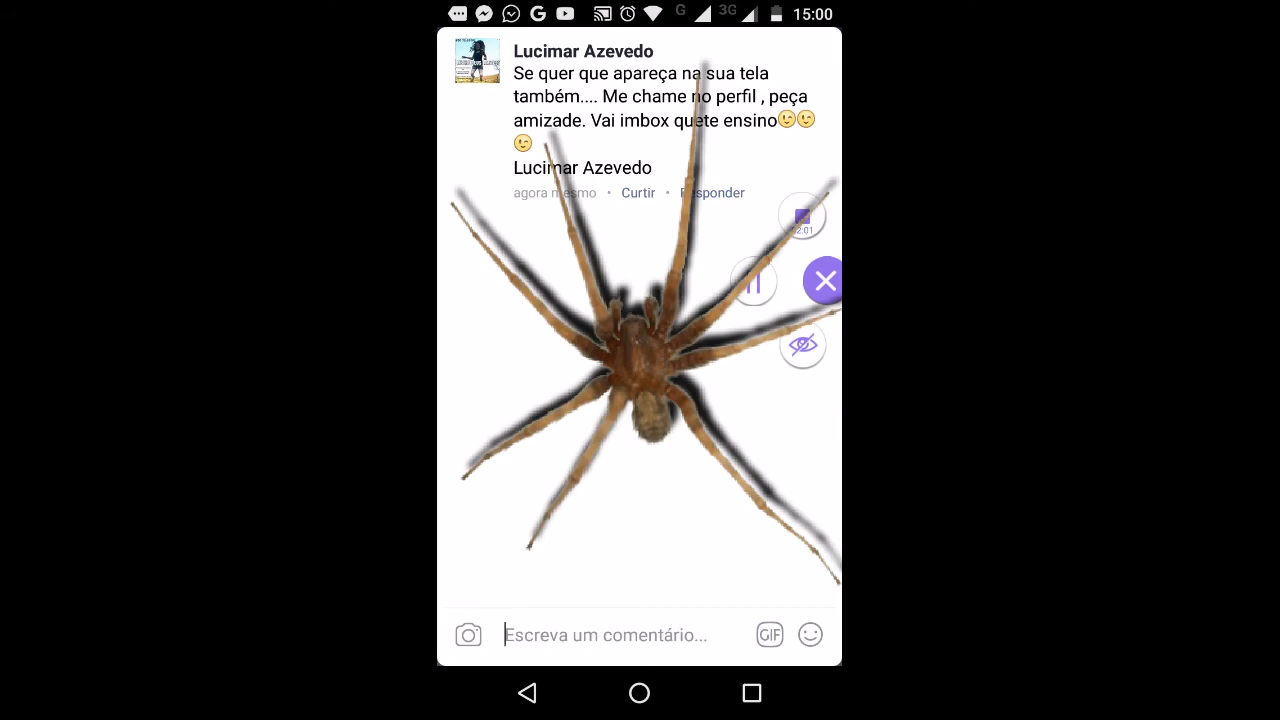 G 3G 15:00
Lucimar Azevedo
Se quer que apareça na sua tela
também.... Me chame no perfil , peça
amizade. Vai imbox quete ensino😉😉
😉
Lucimar Azevedo
agora mesmo • Curtir • Responder
Escreva um comentário...
GIF